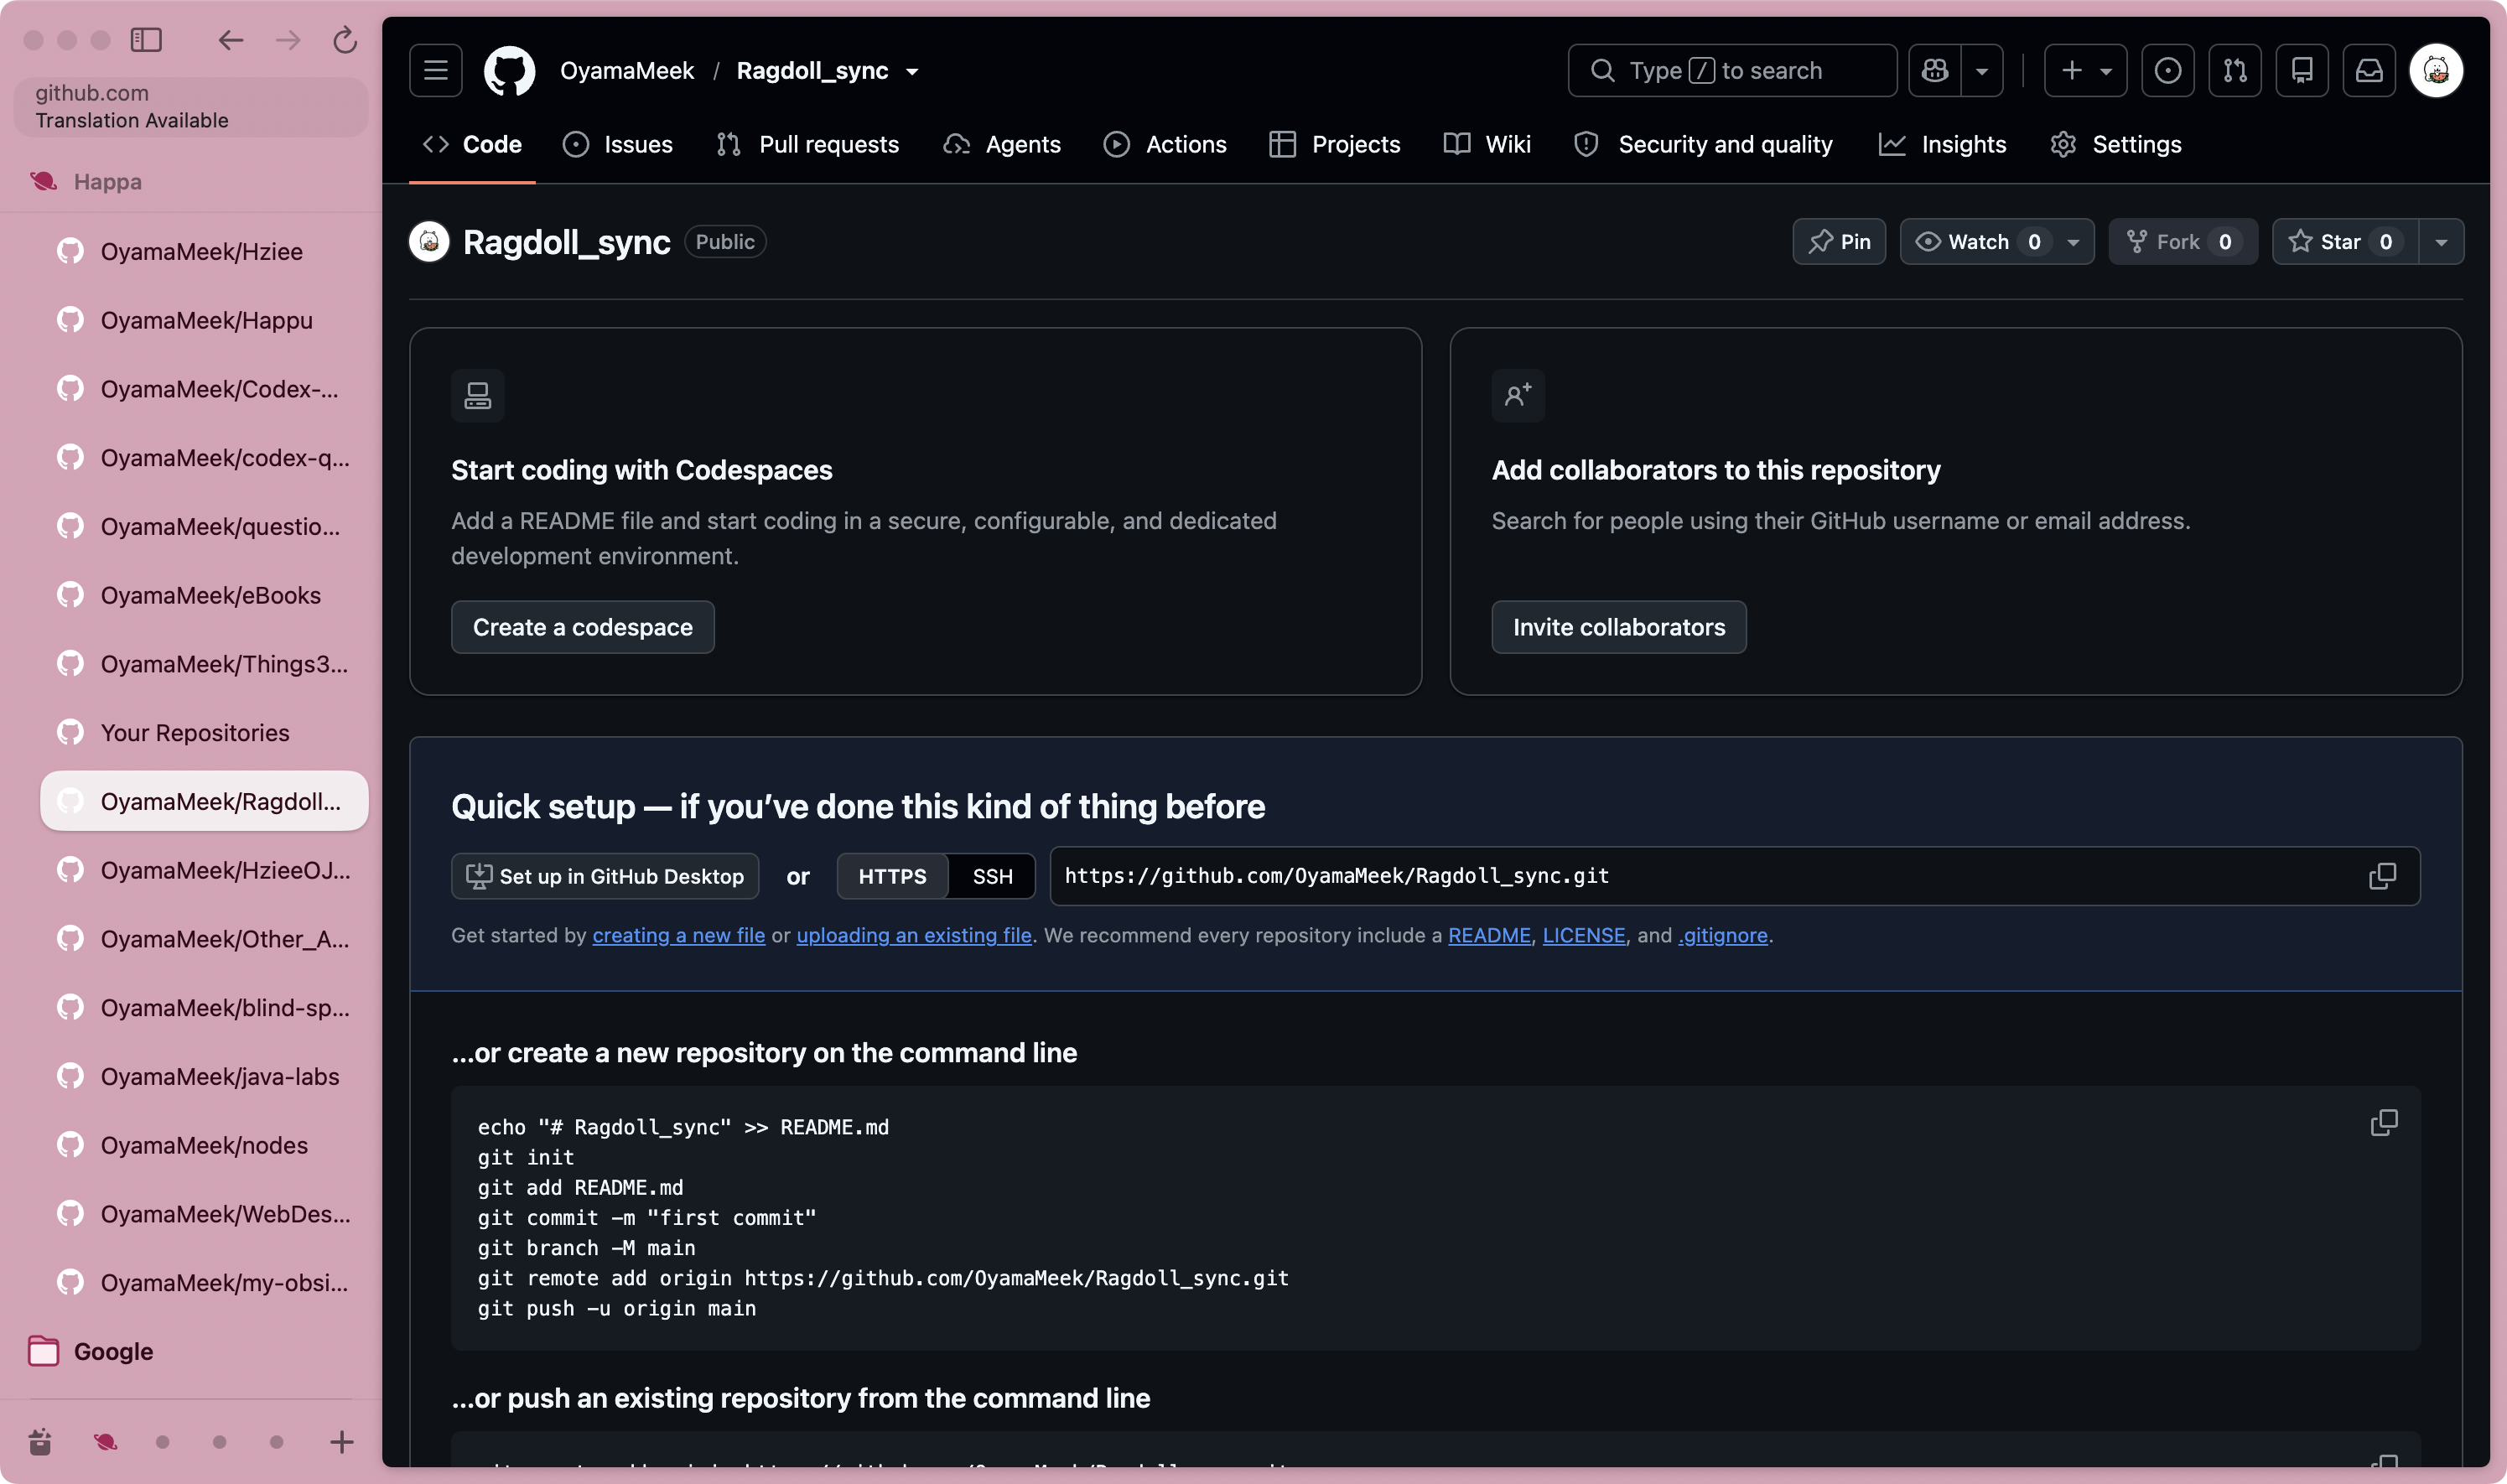 github.com
Translation Available
Happa
OyamaMeek/Hziee
OyamaMeek/Happu
OyamaMeek/Codex-...
OyamaMeek/codex-q...
OyamaMeek/questio...
OyamaMeek/eBooks
OyamaMeek/Things3...
Your Repositories
OyamaMeek/Ragdoll...
OyamaMeek/HzieeOJ...
OyamaMeek/Other_A...
OyamaMeek/blind-sp...
OyamaMeek/java-labs
OyamaMeek/nodes
OyamaMeek/WebDes...
OyamaMeek/my-obsi...
Google
OyamaMeek / Ragdoll_sync
Type / to search
Code Issues Pull requests Agents Actions Projects Wiki Security and quality Insights Settings
Ragdoll_sync Public
Pin Watch 0 Fork 0 Star 0
Start coding with Codespaces
Add a README file and start coding in a secure, configurable, and dedicated
development environment.
Create a codespace
Add collaborators to this repository
Search for people using their GitHub username or email address.
Invite collaborators
Quick setup — if you’ve done this kind of thing before
Set up in GitHub Desktop or HTTPS SSH https://github.com/OyamaMeek/Ragdoll_sync.git
Get started by creating a new file or uploading an existing file. We recommend every repository include a README, LICENSE, and .gitignore.
…or create a new repository on the command line
echo "# Ragdoll_sync" >> README.md
git init
git add README.md
git commit -m "first commit"
git branch -M main
git remote add origin https://github.com/OyamaMeek/Ragdoll_sync.git
git push -u origin main
…or push an existing repository from the command line